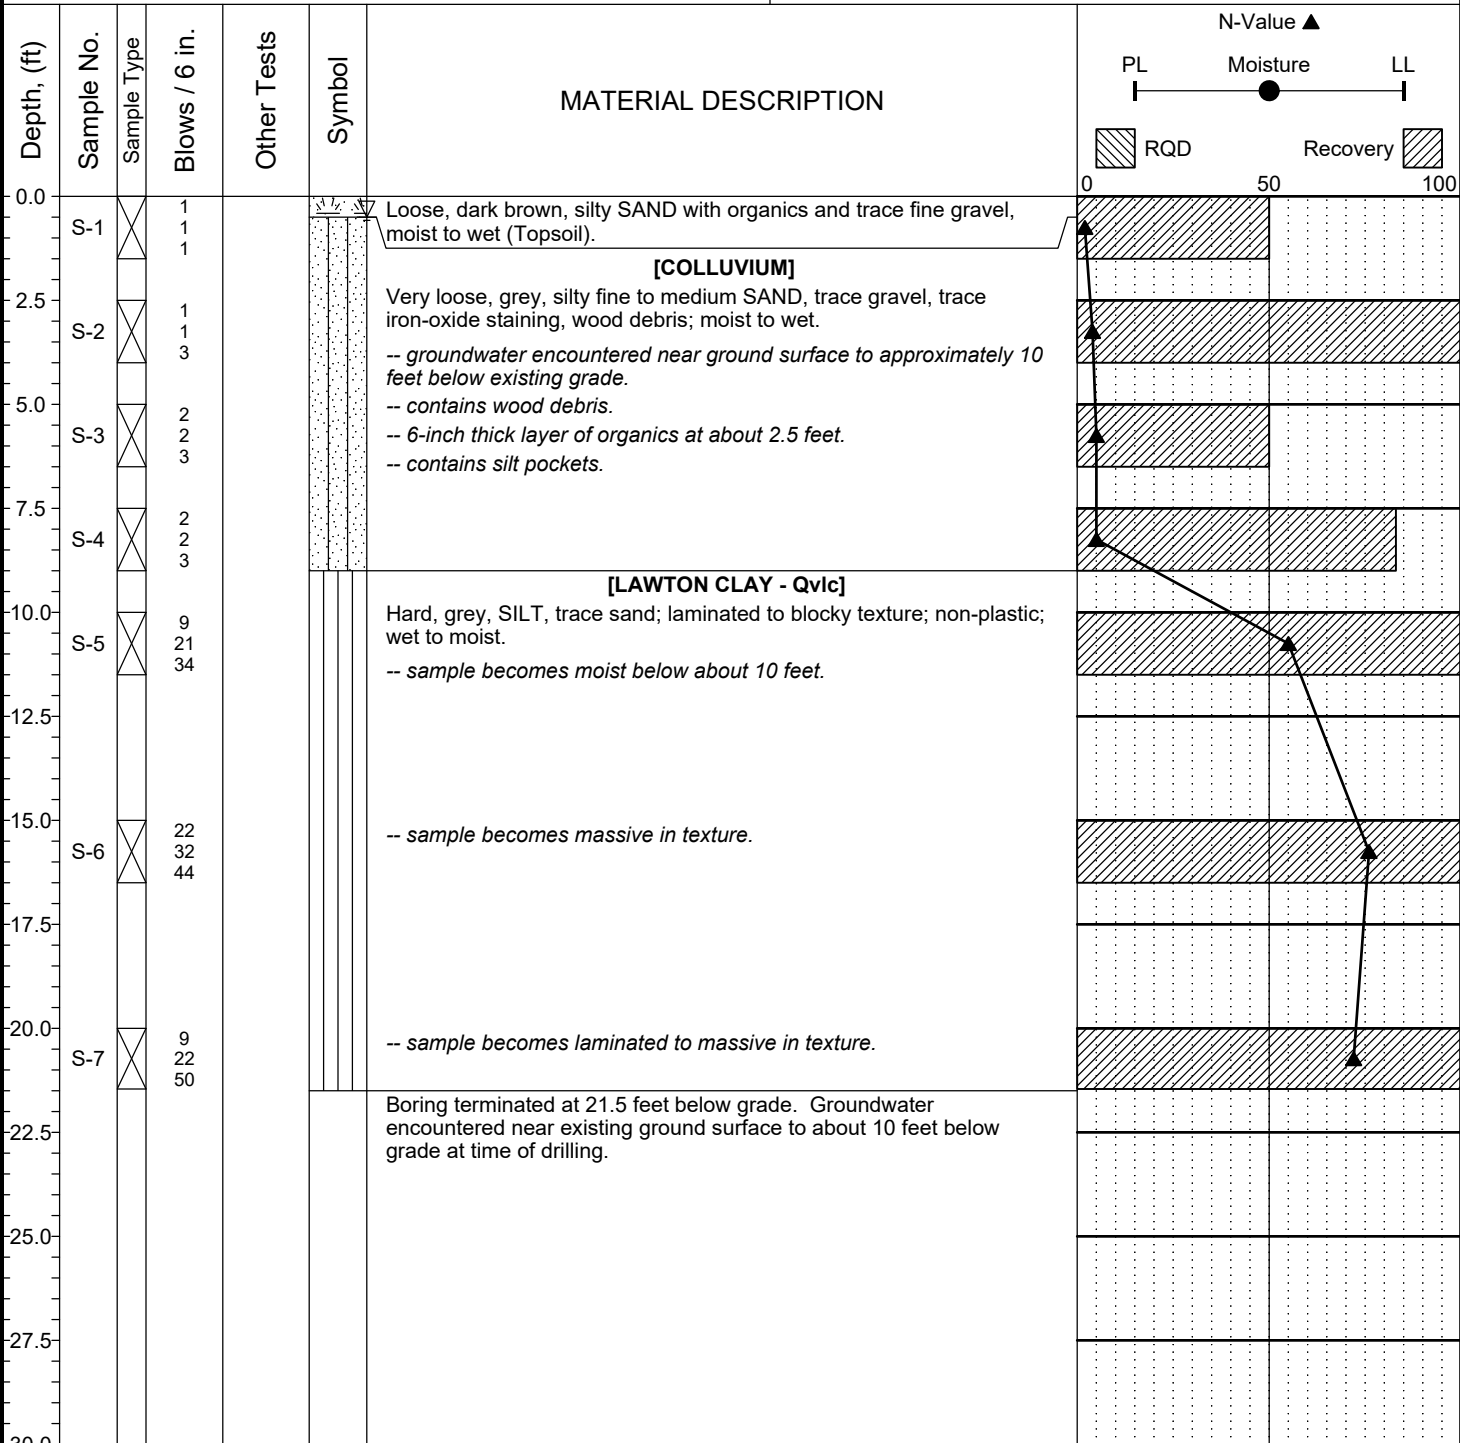 Depth, (ft)
Sample No.
Sample Type
Blows / 6 in.
Other Tests
Symbol
MATERIAL DESCRIPTION
N-Value
PL Moisture LL
RQD Recovery
0 50 100
0.0
S-1
1
1
1
Loose, dark brown, silty SAND with organics and trace fine gravel,
moist to wet (Topsoil).
[COLLUVIUM]
2.5
S-2
1
1
3
Very loose, grey, silty fine to medium SAND, trace gravel, trace
iron-oxide staining, wood debris; moist to wet.
-- groundwater encountered near ground surface to approximately 10
feet below existing grade.
5.0
S-3
2
2
3
-- contains wood debris.
-- 6-inch thick layer of organics at about 2.5 feet.
-- contains silt pockets.
7.5
S-4
2
2
3
[LAWTON CLAY - Qvlc]
10.0
S-5
9
21
34
Hard, grey, SILT, trace sand; laminated to blocky texture; non-plastic;
wet to moist.
-- sample becomes moist below about 10 feet.
12.5
15.0
S-6
22
32
44
-- sample becomes massive in texture.
17.5
20.0
S-7
9
22
50
-- sample becomes laminated to massive in texture.
Boring terminated at 21.5 feet below grade.  Groundwater
encountered near existing ground surface to about 10 feet below
grade at time of drilling.
22.5
25.0
27.5
30.0